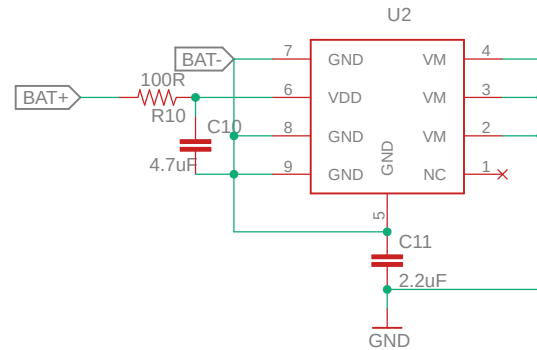 U2
BAT-
7 GND VM 4
100R
BAT+
6 VDD VM 3
R10
C10
8 GND VM 2
4.7uF
9 GND GND NC 1
5
C11
2.2uF
GND